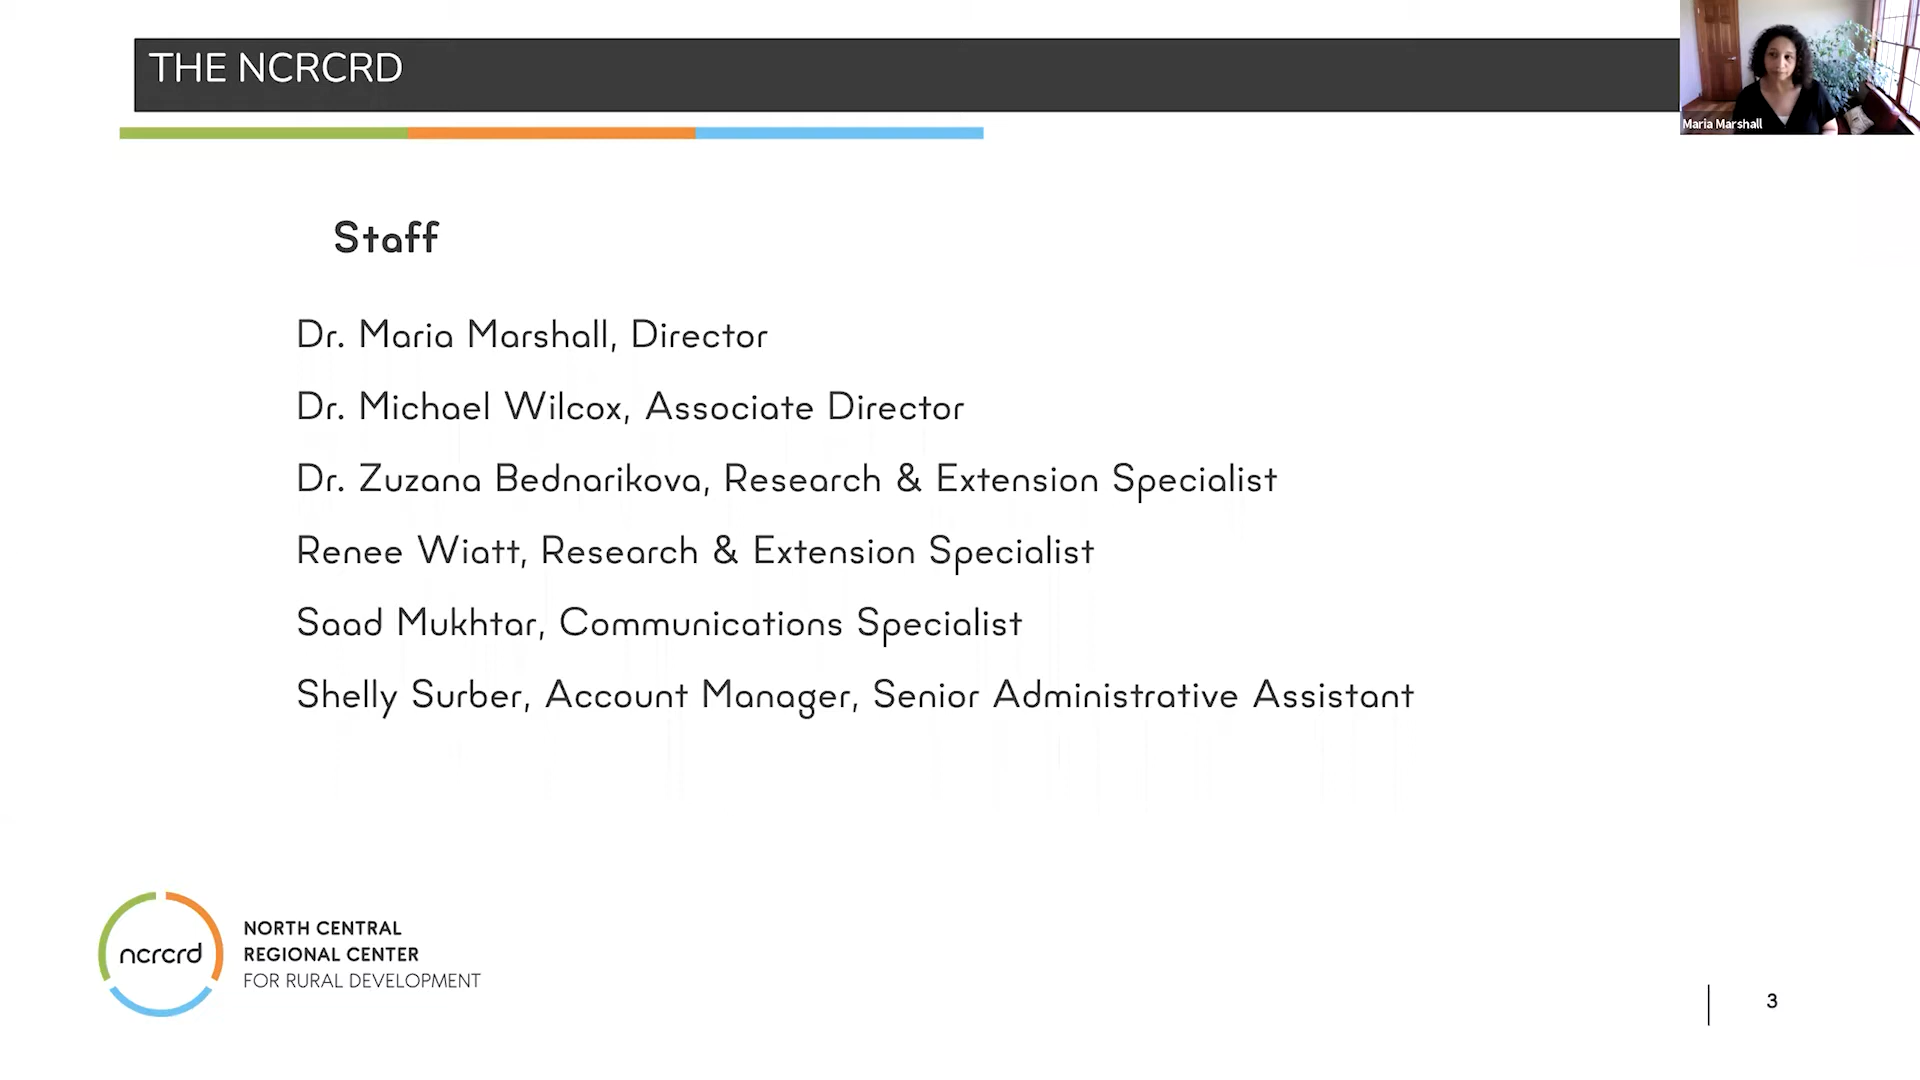 THE NCRCRD
Maria Marshall
Staff
Dr. Maria Marshall, Director
Dr. Michael Wilcox, Associate Director
Dr. Zuzana Bednarikova, Research & Extension Specialist
Renee Wiatt, Research & Extension Specialist
Saad Mukhtar, Communications Specialist
Shelly Surber, Account Manager, Senior Administrative Assistant
ncrcrd
NORTH CENTRAL
REGIONAL CENTER
FOR RURAL DEVELOPMENT
3